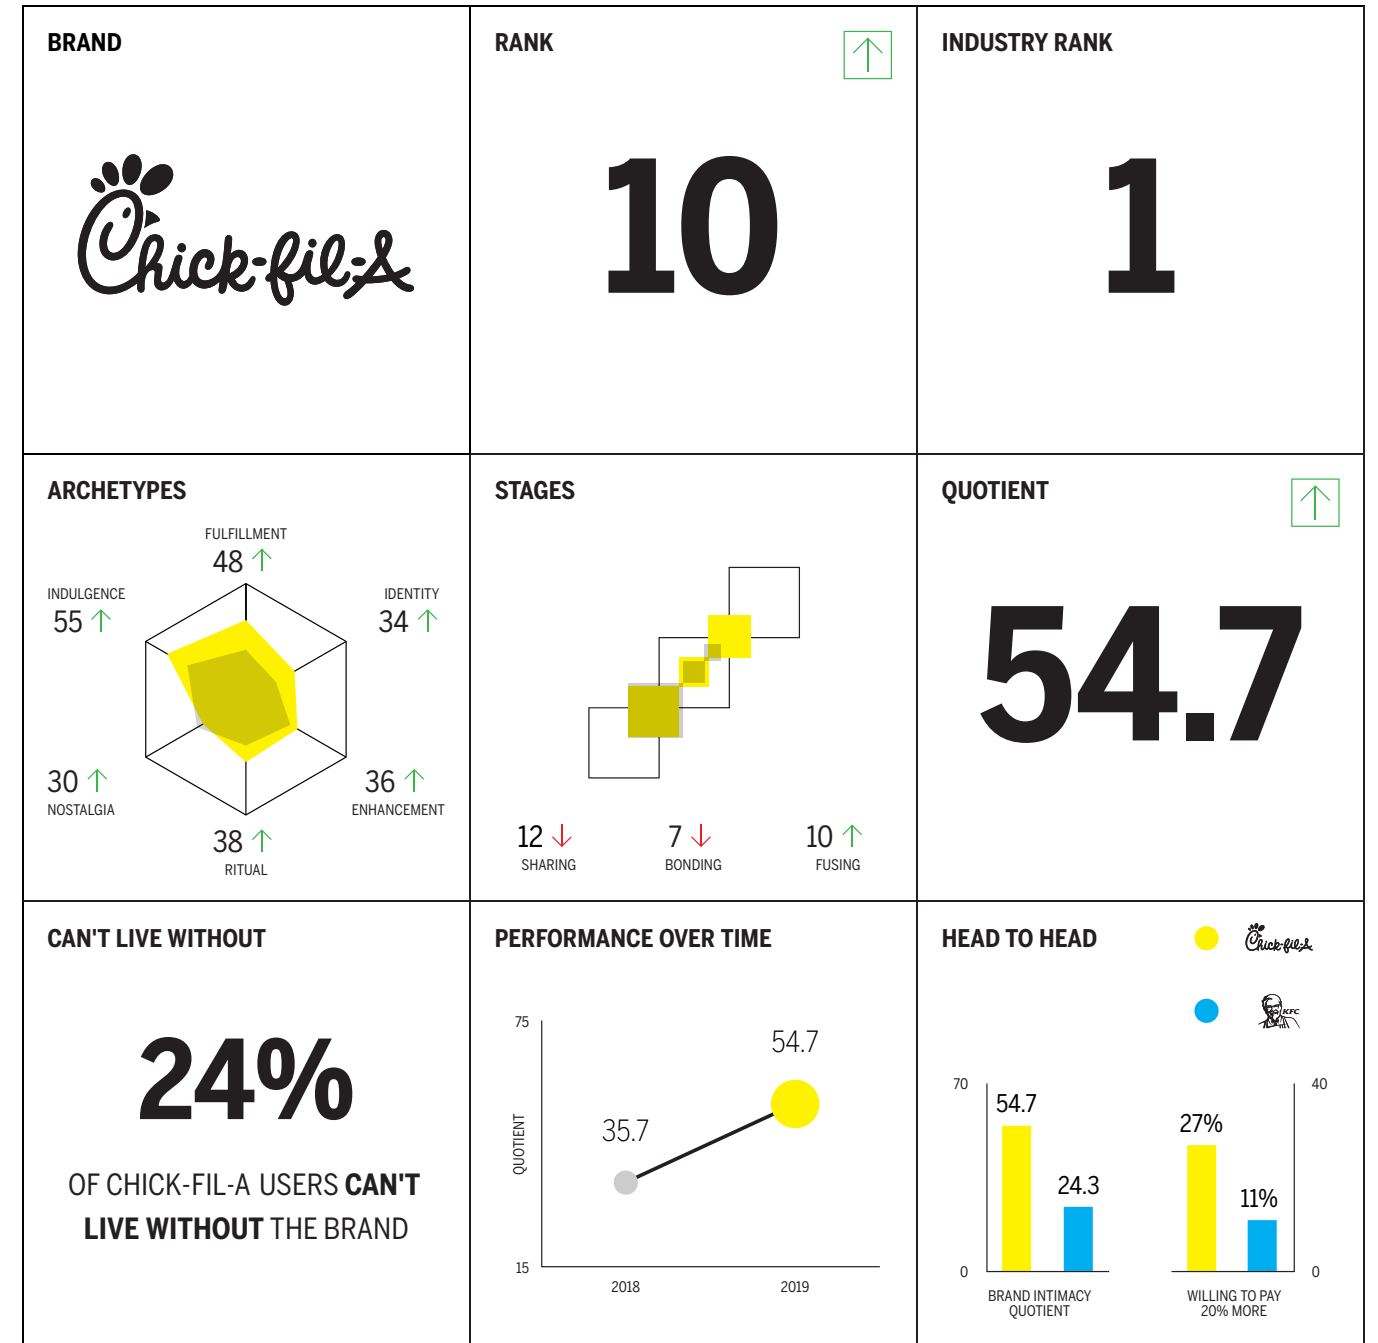 BRAND
Chick-fil-A
RANK
10
INDUSTRY RANK
1
ARCHETYPES
FULFILLMENT
48
INDULGENCE
55
IDENTITY
34
30
NOSTALGIA
36
ENHANCEMENT
38
RITUAL
STAGES
12
SHARING
7
BONDING
10
FUSING
QUOTIENT
54.7
CAN'T LIVE WITHOUT
24%
OF CHICK-FIL-A USERS CAN'T
LIVE WITHOUT THE BRAND
PERFORMANCE OVER TIME
75
54.7
35.7
QUOTIENT
15
2018
2019
HEAD TO HEAD
Chick-fil-A
KFC
70
54.7
24.3
0
BRAND INTIMACY
QUOTIENT
40
27%
11%
0
WILLING TO PAY
20% MORE